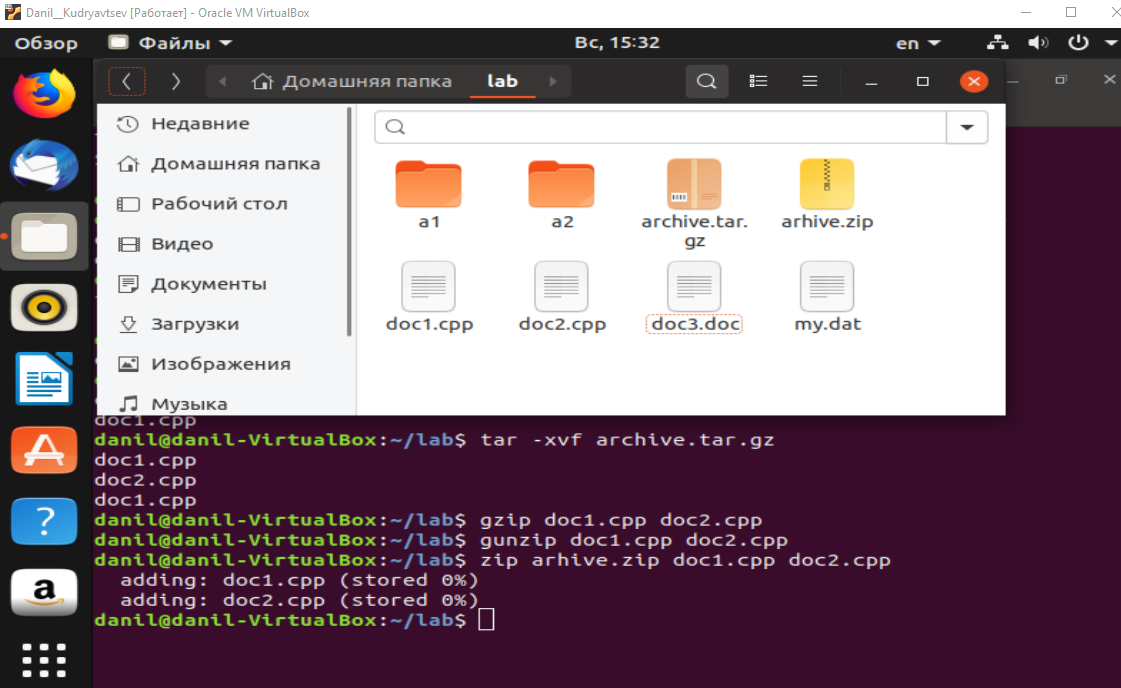 Danil__Kudryavtsev [Работает] - Oracle VM VirtualBox
Обзор Файлы Вс, 15:32 en
Домашняя папка lab
Недавние
Домашняя папка
Рабочий стол
Видео
Документы
Загрузки
Изображения
Музыка
a1 a2 archive.tar. arhive.zip
gz
doc1.cpp doc2.cpp doc3.doc my.dat
doc1.cpp
danil@danil-VirtualBox:~/lab$ tar -xvf archive.tar.gz
doc1.cpp
doc2.cpp
doc1.cpp
danil@danil-VirtualBox:~/lab$ gzip doc1.cpp doc2.cpp
danil@danil-VirtualBox:~/lab$ gunzip doc1.cpp doc2.cpp
danil@danil-VirtualBox:~/lab$ zip arhive.zip doc1.cpp doc2.cpp
  adding: doc1.cpp (stored 0%)
  adding: doc2.cpp (stored 0%)
danil@danil-VirtualBox:~/lab$